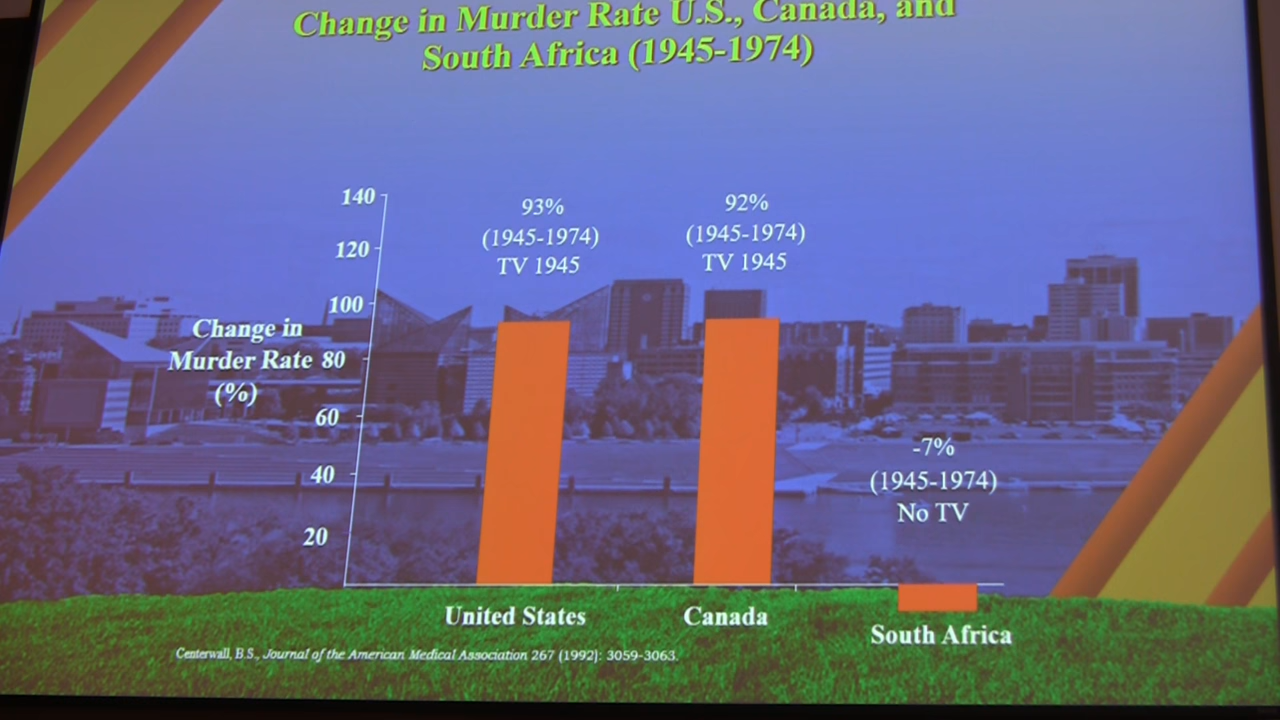 Change in Murder Rate U.S., Canada, and
South Africa (1945-1974)
140
120
100
80
60
40
20
Change in
Murder Rate
(%)
93%
(1945-1974)
TV 1945
92%
(1945-1974)
TV 1945
-7%
(1945-1974)
No TV
United States
Canada
South Africa
Centerwall, B.S., Journal of the American Medical Association 267 (1992): 3059-3063.